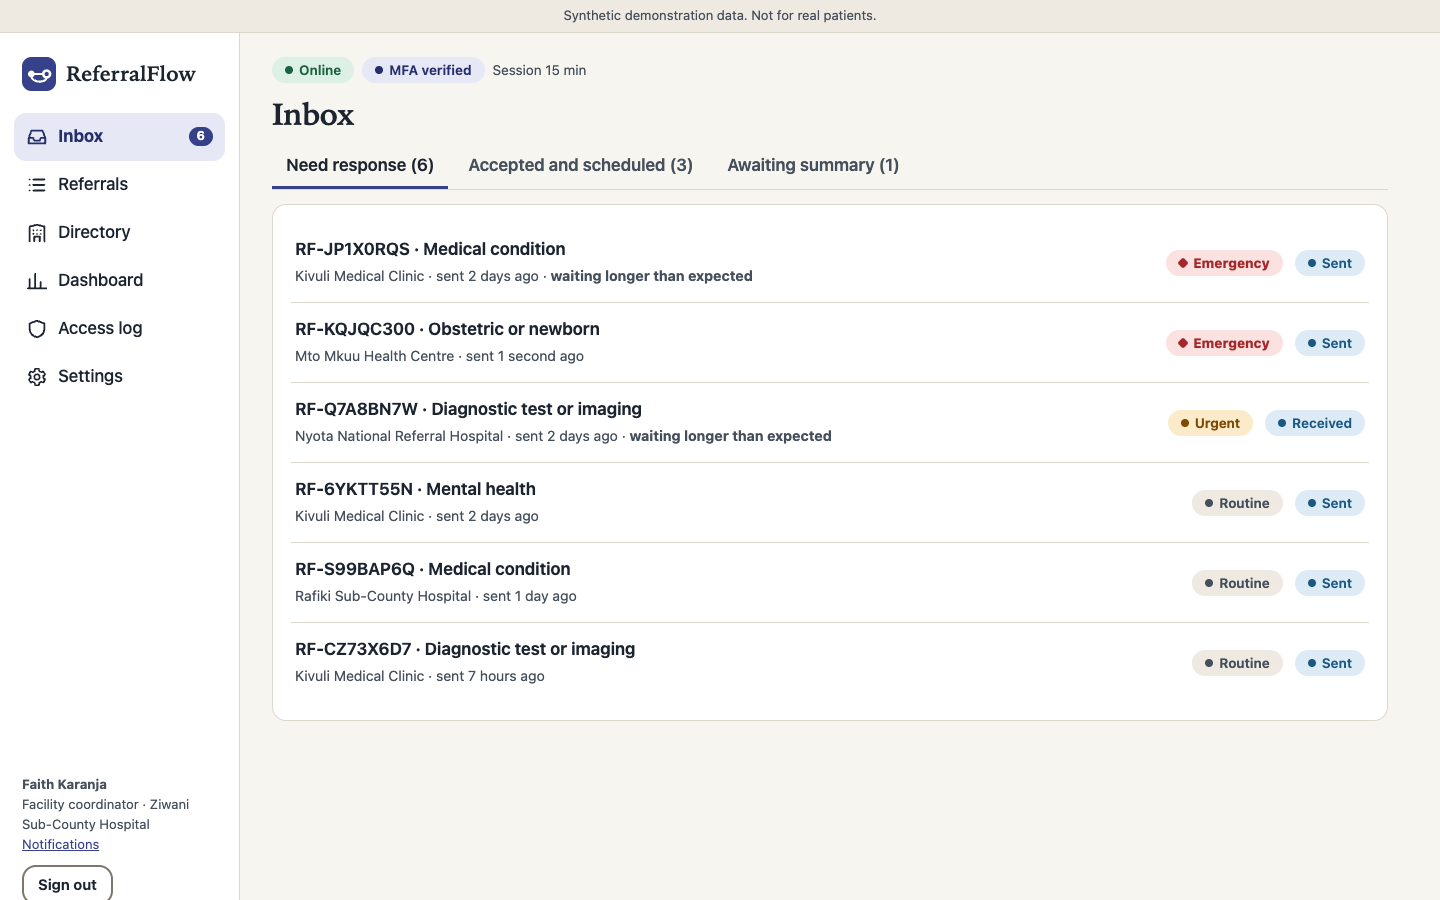 Synthetic demonstration data. Not for real patients.
ReferralFlow
Inbox 6
Referrals
Directory
Dashboard
Access log
Settings
Faith Karanja
Facility coordinator · Ziwani
Sub-County Hospital
Notifications
Sign out
Online MFA verified Session 15 min
Inbox
Need response (6) Accepted and scheduled (3) Awaiting summary (1)
RF-JP1X0RQS · Medical condition
Kivuli Medical Clinic · sent 2 days ago · waiting longer than expected
Emergency Sent
RF-KQJQC300 · Obstetric or newborn
Mto Mkuu Health Centre · sent 1 second ago
Emergency Sent
RF-Q7A8BN7W · Diagnostic test or imaging
Nyota National Referral Hospital · sent 2 days ago · waiting longer than expected
Urgent Received
RF-6YKTT55N · Mental health
Kivuli Medical Clinic · sent 2 days ago
Routine Sent
RF-S99BAP6Q · Medical condition
Rafiki Sub-County Hospital · sent 1 day ago
Routine Sent
RF-CZ73X6D7 · Diagnostic test or imaging
Kivuli Medical Clinic · sent 7 hours ago
Routine Sent